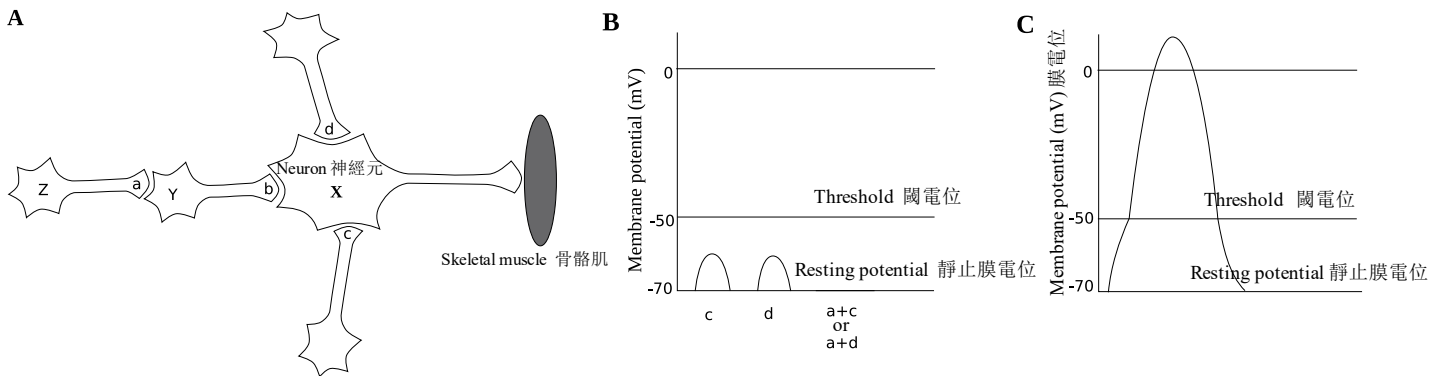 A
Z
a
Y
b
c
d
Neuron 神經元
X
Skeletal muscle 骨骼肌
B
Membrane potential (mV)
0
-50
-70
Threshold 閾電位
Resting potential 靜止膜電位
c
d
a+c
or
a+d
C
Membrane potential (mV) 膜電位
0
-50
-70
Threshold 閾電位
Resting potential 靜止膜電位